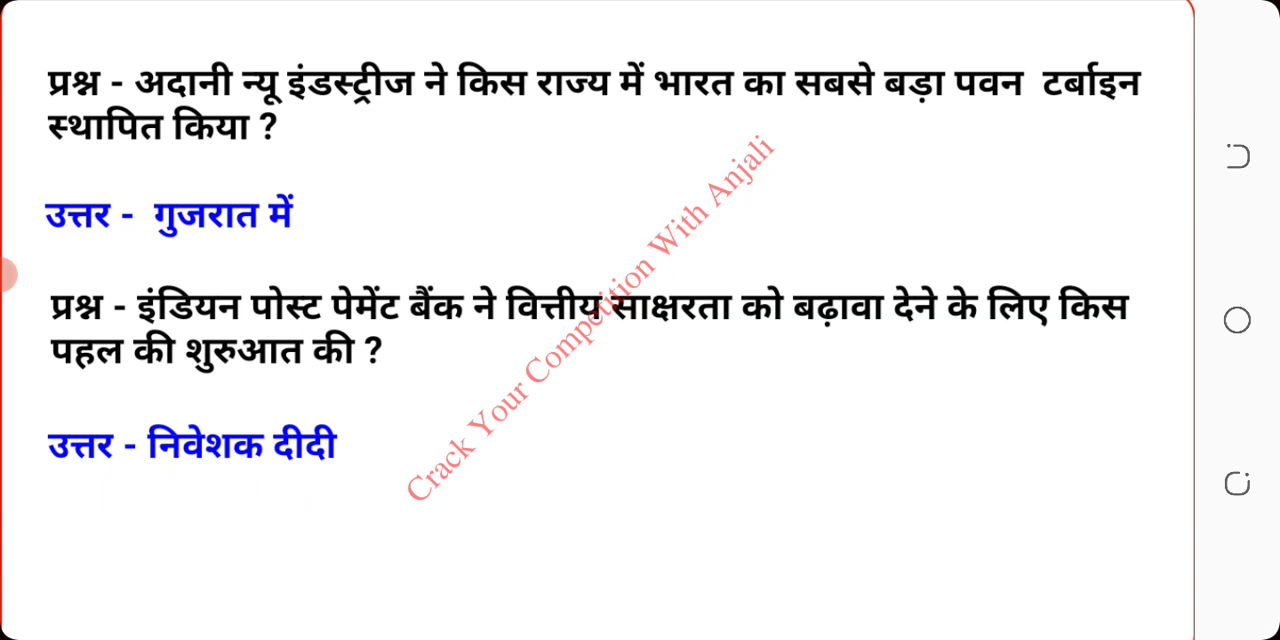 प्रश्न - अदानी न्यू इंडस्ट्रीज ने किस राज्य में भारत का सबसे बड़ा पवन टर्बाइन
स्थापित किया ?
उत्तर - गुजरात में
प्रश्न - इंडियन पोस्ट पेमेंट बैंक ने वित्तीय साक्षरता को बढ़ावा देने के लिए किस
पहल की शुरुआत की ?
उत्तर - निवेशक दीदी
Crack Your Competition With Anjali